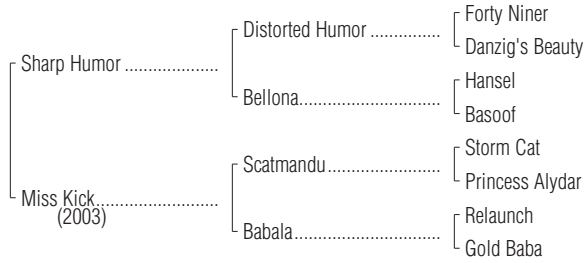 Forty Niner
Distorted Humor ................
Danzig's Beauty
Sharp Humor ......................
Hansel
Bellona..................................
Basoof
Storm Cat
Scatmandu...........................
Princess Alydar
Miss Kick.............................
(2003)
Relaunch
Babala...................................
Gold Baba